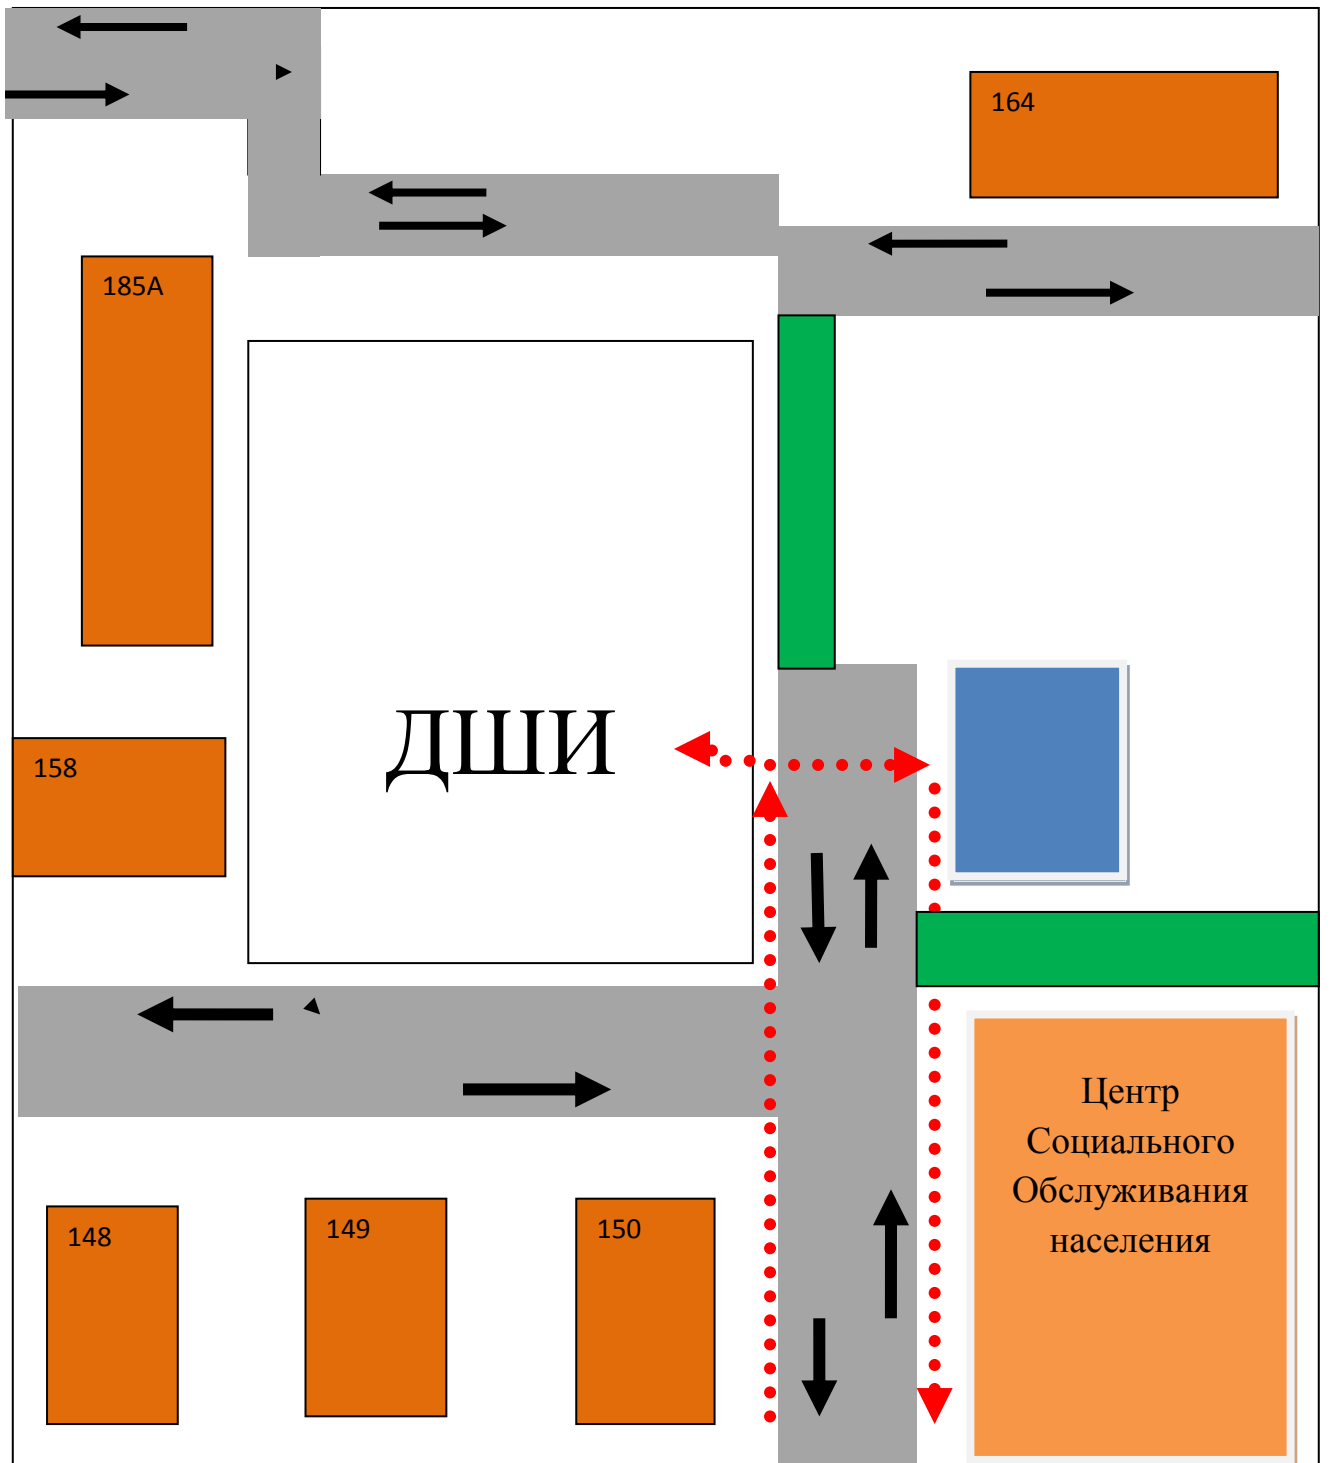 164
185А
ДШИ
158
Центр
Социального
Обслуживания
населения
148
149
150